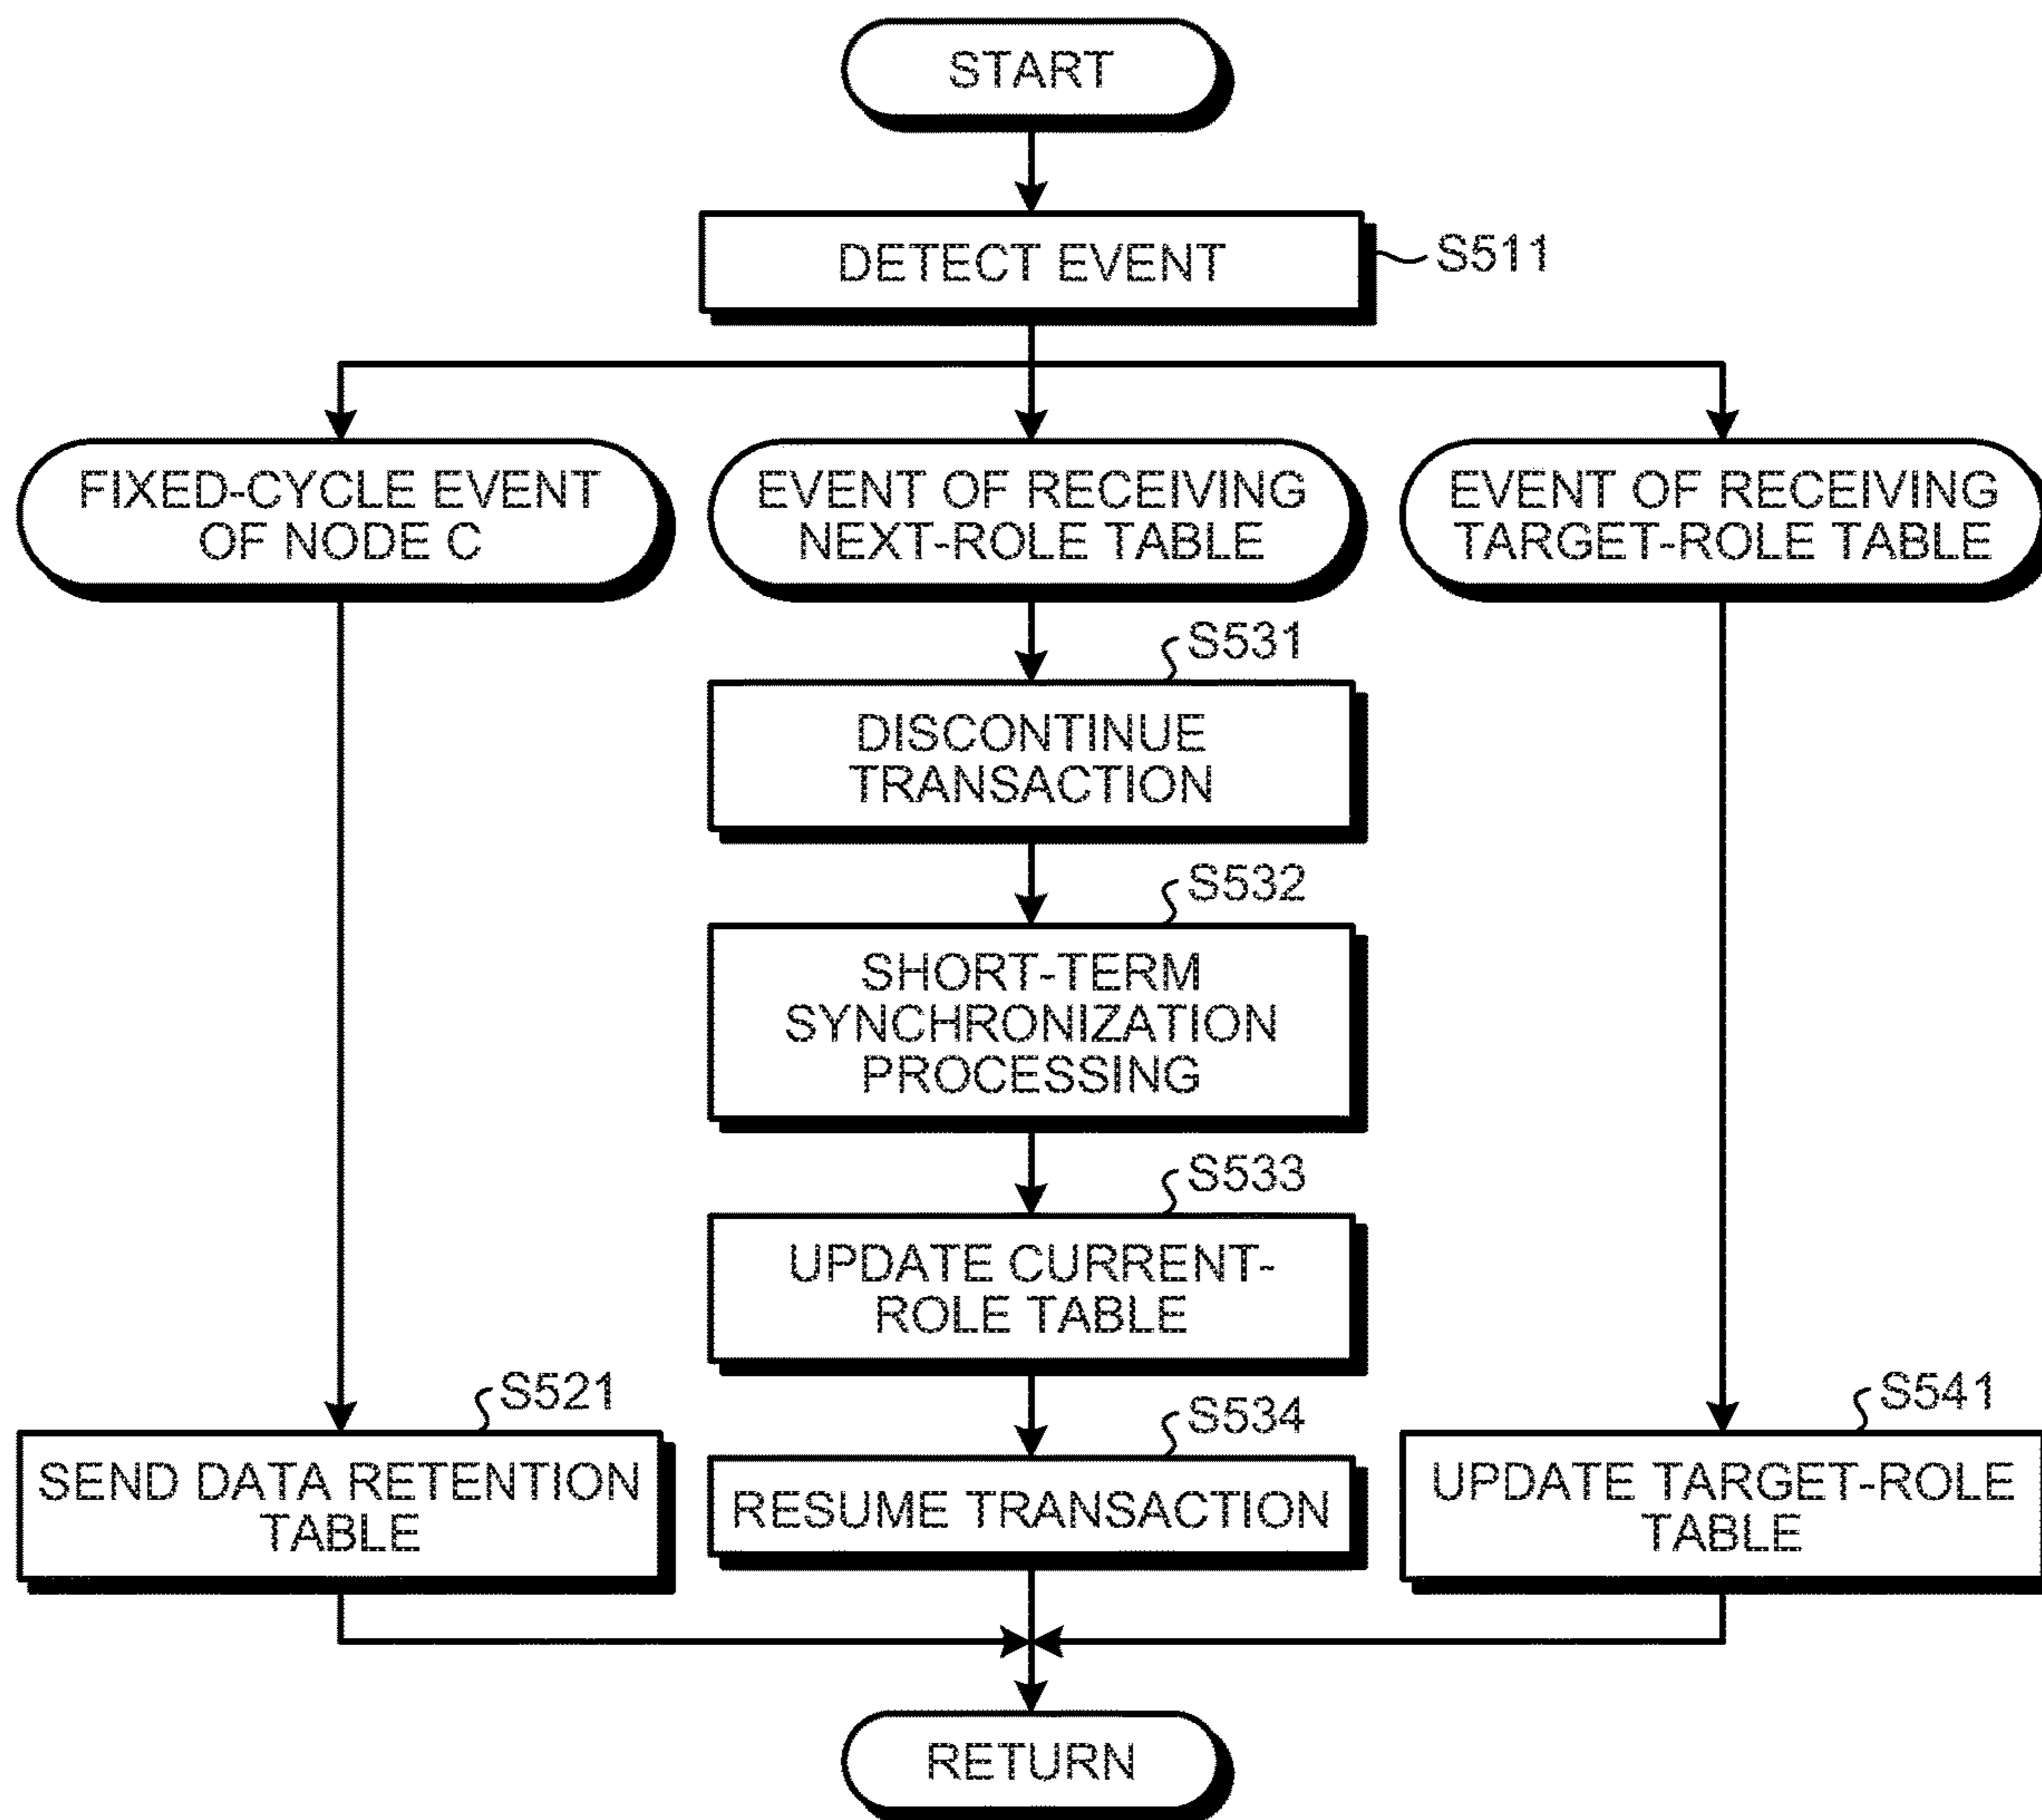 START
DETECT EVENT
S511
FIXED-CYCLE EVENT
OF NODE C
EVENT OF RECEIVING
NEXT-ROLE TABLE
EVENT OF RECEIVING
TARGET-ROLE TABLE
S531
DISCONTINUE
TRANSACTION
S532
SHORT-TERM
SYNCHRONIZATION
PROCESSING
S533
UPDATE CURRENT-
ROLE TABLE
S521
SEND DATA RETENTION
TABLE
S534
RESUME TRANSACTION
S541
UPDATE TARGET-ROLE
TABLE
RETURN